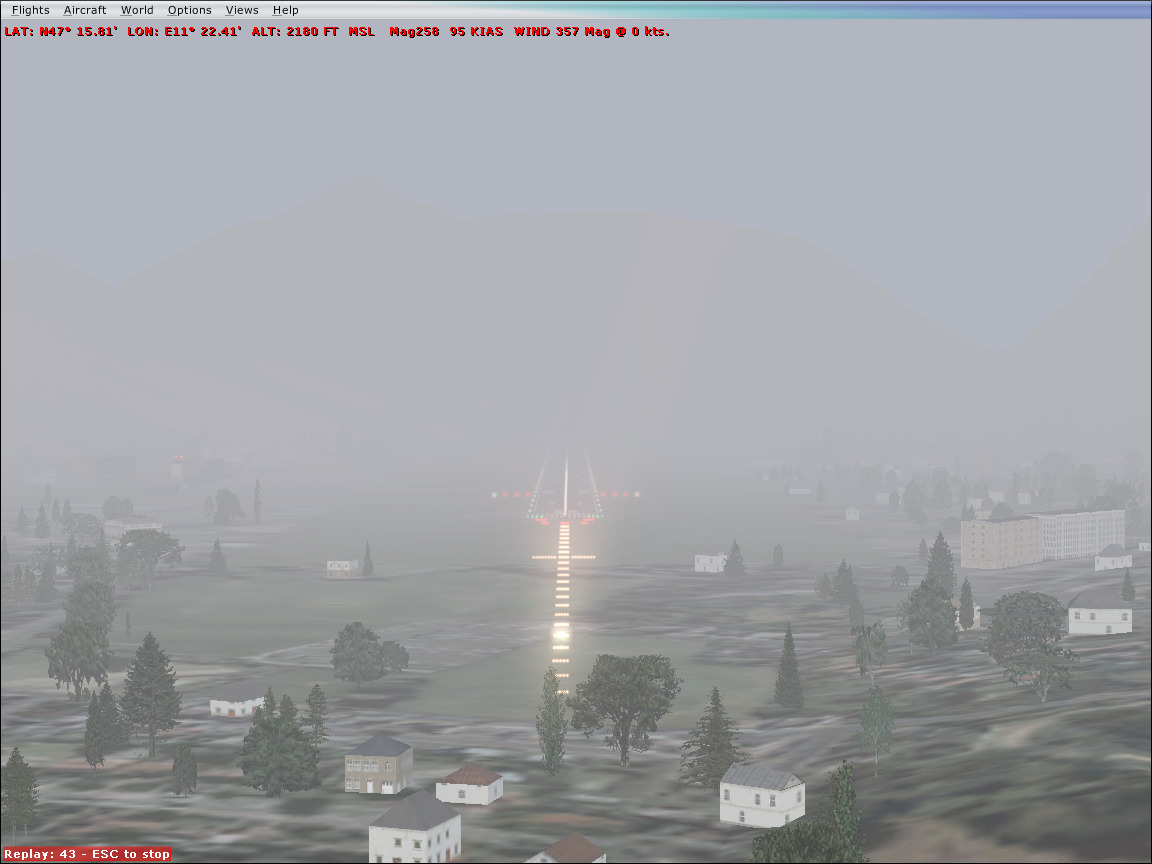 Flights Aircraft World Options Views Help
LAT: N47° 15.81' LON: E11° 22.41' ALT: 2180 FT MSL Mag258 95 KIAS WIND 357 Mag @ 0 kts.
Replay: 43 - ESC to stop